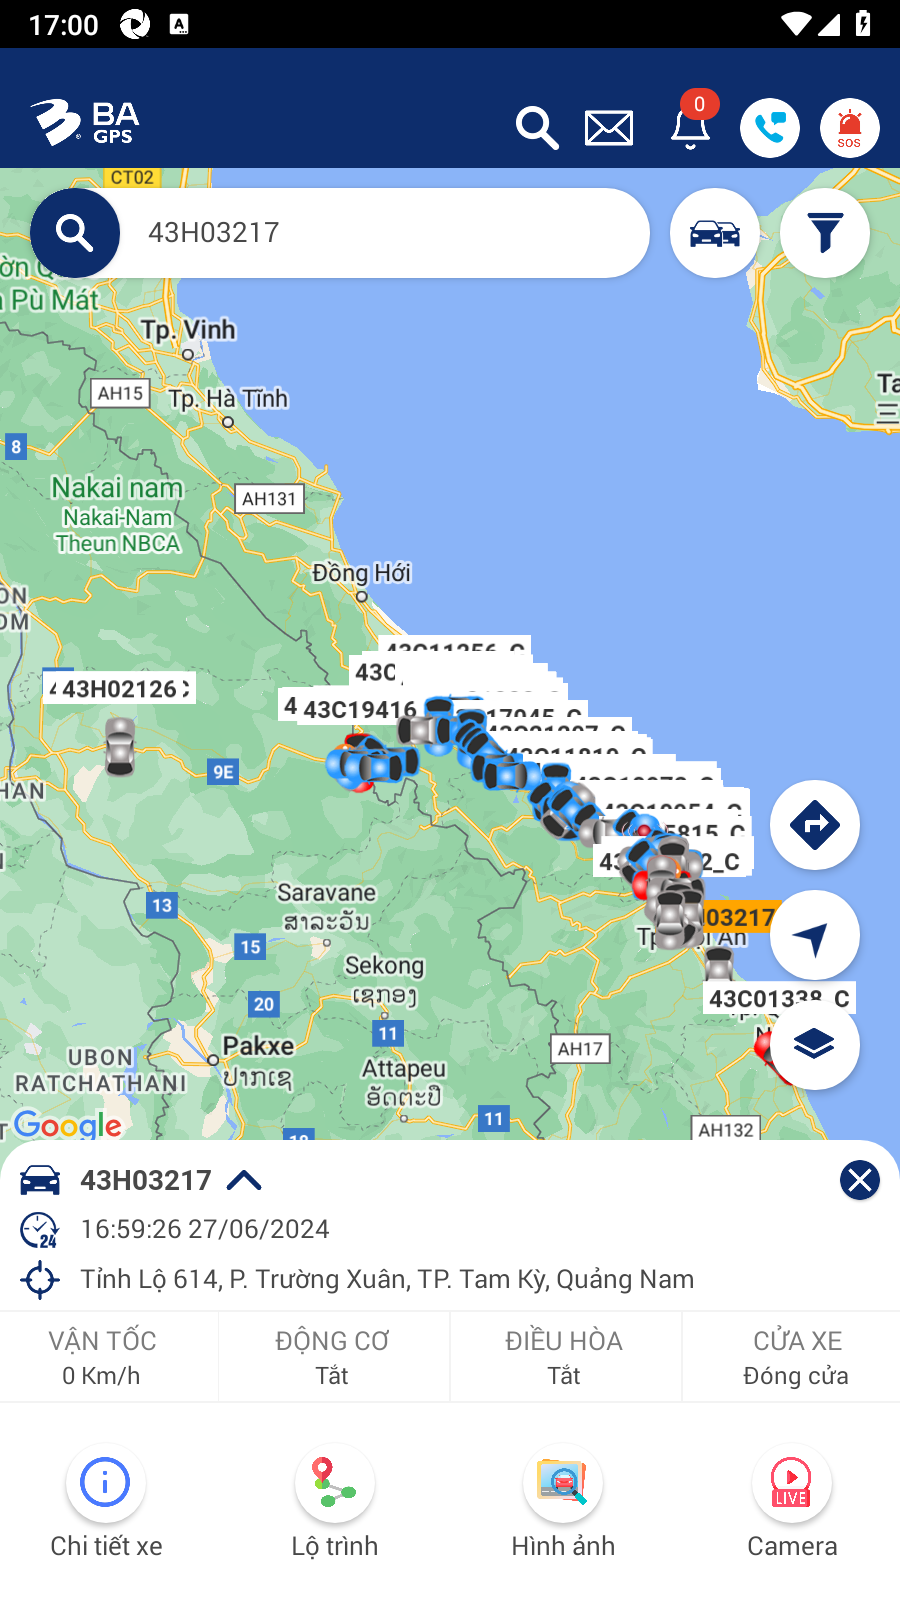 17:00
A
BA
GPS
0
SOS
CT02
43H03217
Pù Mát
Tp. Vinh
AH15
Tp. Hà Tĩnh
8
Nakai nam
Nakai-Nam
Theun NBCA
AH131
Đồng Hới
43C11256_C
43C
43H02126
43C19416
9E
5815_C
2_C
13
Saravane
ສາລະວັນ
15
03217
Sekong
ເຊກອງ
20
43C01338_C
11
Pakxe
ປາກເຊ
AH17
UBON
RATCHATHANI
Attapeu
ອັດຕະປື
Google
11
AH132
43H03217
16:59:26 27/06/2024
24
Tỉnh Lộ 614, P. Trường Xuân, TP. Tam Kỳ, Quảng Nam
VẬN TỐC
0 Km/h
ĐỘNG CƠ
Tắt
ĐIỀU HÒA
Tắt
CỬA XE
Đóng cửa
LIVE
Chi tiết xe
Lộ trình
Hình ảnh
Camera